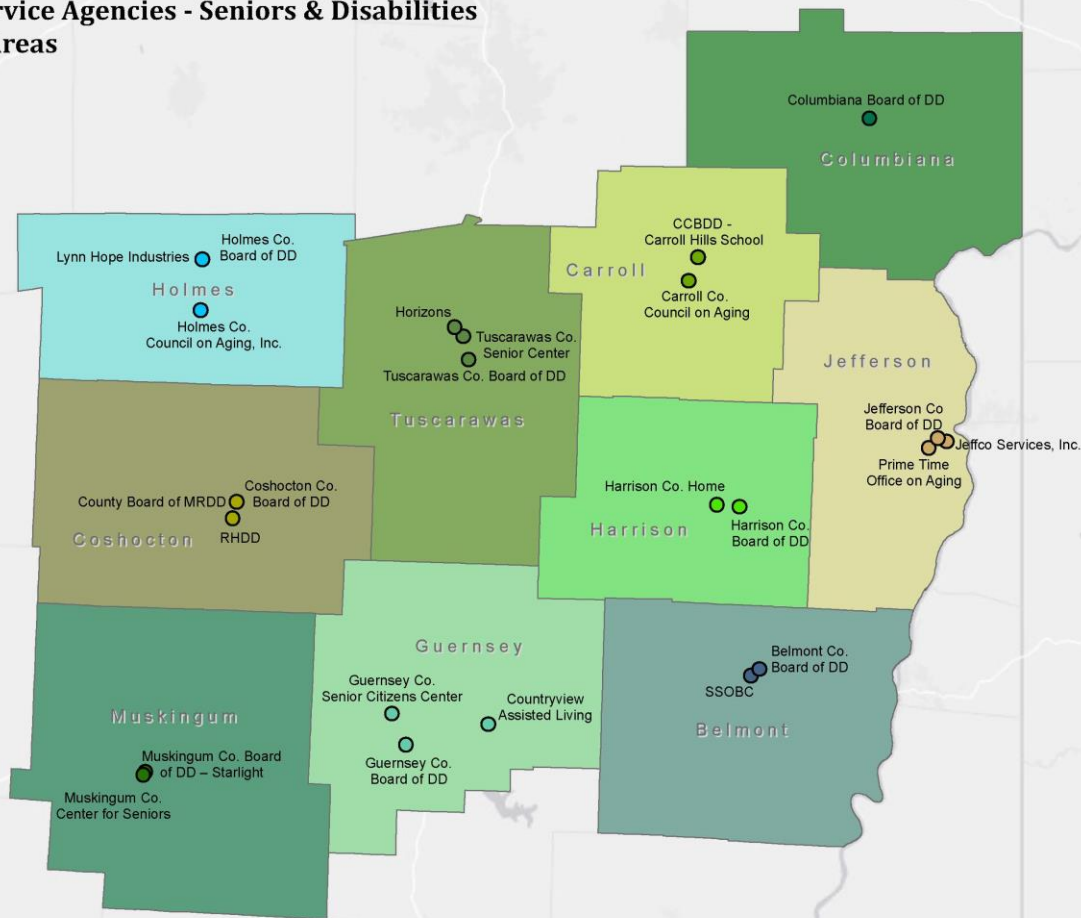 rvice Agencies - Seniors & Disabilities
reas
Columbiana Board of DD
Columbiana
CCBDD -
Carroll Hills School
Carroll
Carroll Co.
Council on Aging
Holmes Co.
Board of DD
Lynn Hope Industries
Holmes
Holmes Co.
Council on Aging, Inc.
Horizons
Tuscarawas Co.
Senior Center
Tuscarawas Co. Board of DD
Tuscarawas
Jefferson
Jefferson Co
Board of DD
Jeffco Services, Inc.
Prime Time
Office on Aging
Coshocton Co.
Board of DD
County Board of MRDD
RHDD
Coshocton
Harrison Co. Home
Harrison Co.
Board of DD
Harrison
Guernsey
Guernsey Co.
Senior Citizens Center
Countryview
Assisted Living
Guernsey Co.
Board of DD
Belmont Co.
Board of DD
SSOBC
Belmont
Muskingum
Muskingum Co. Board
of DD – Starlight
Muskingum Co.
Center for Seniors